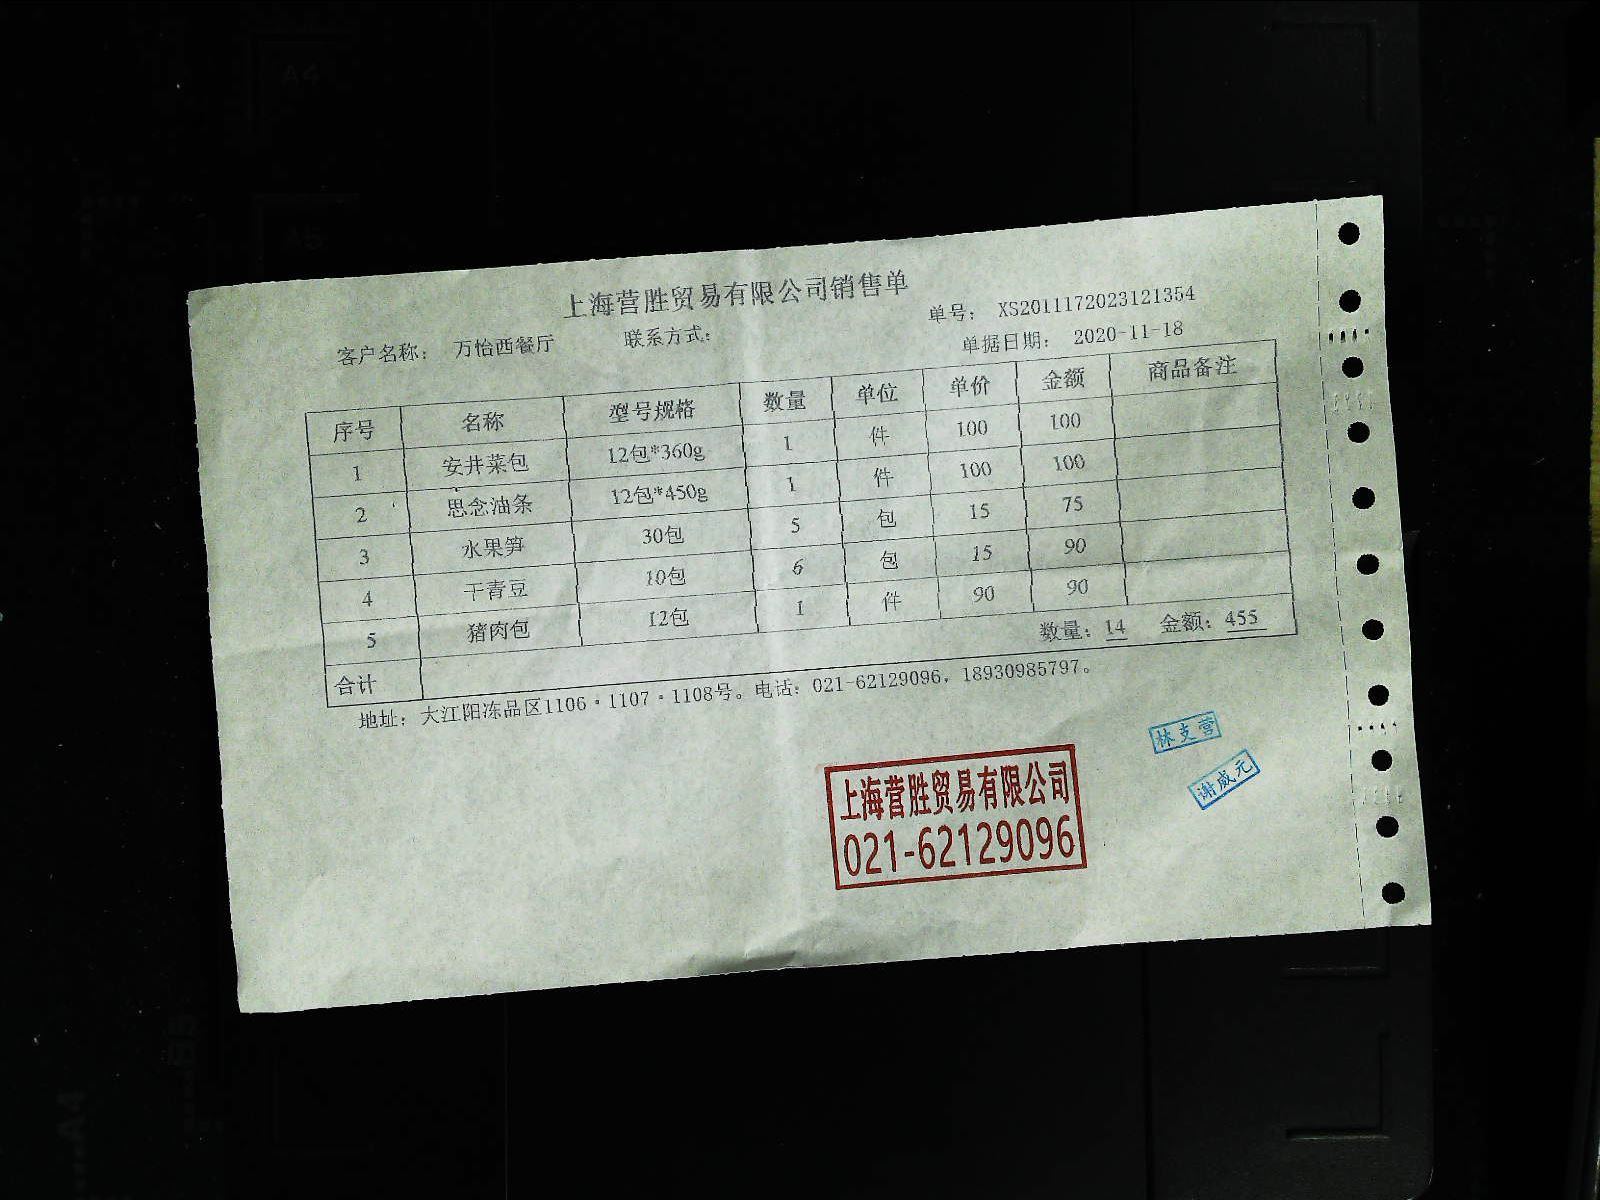 上海营胜贸易有限公司销售单
单号： XS2011172023121354
客户名称： 万怡西餐厅 联系方式： 单据日期： 2020-11-18
序号 名称 型号规格 数量 单位 单价 金额 商品备注
1 安井菜包 12包*360g 1 件 100 100
2 思念油条 12包*450g 1 件 100 100
3 水果笋 30包 5 包 15 75
4 干青豆 10包 6 包 15 90
5 猪肉包 12包 1 件 90 90
合计 数量：14 金额：455
地址：大江阳冻品区1106·1107·1108号。电话：021-62129096，18930985797。
林支营
谢威元
上海营胜贸易有限公司
021-62129096
A4
A5
A4